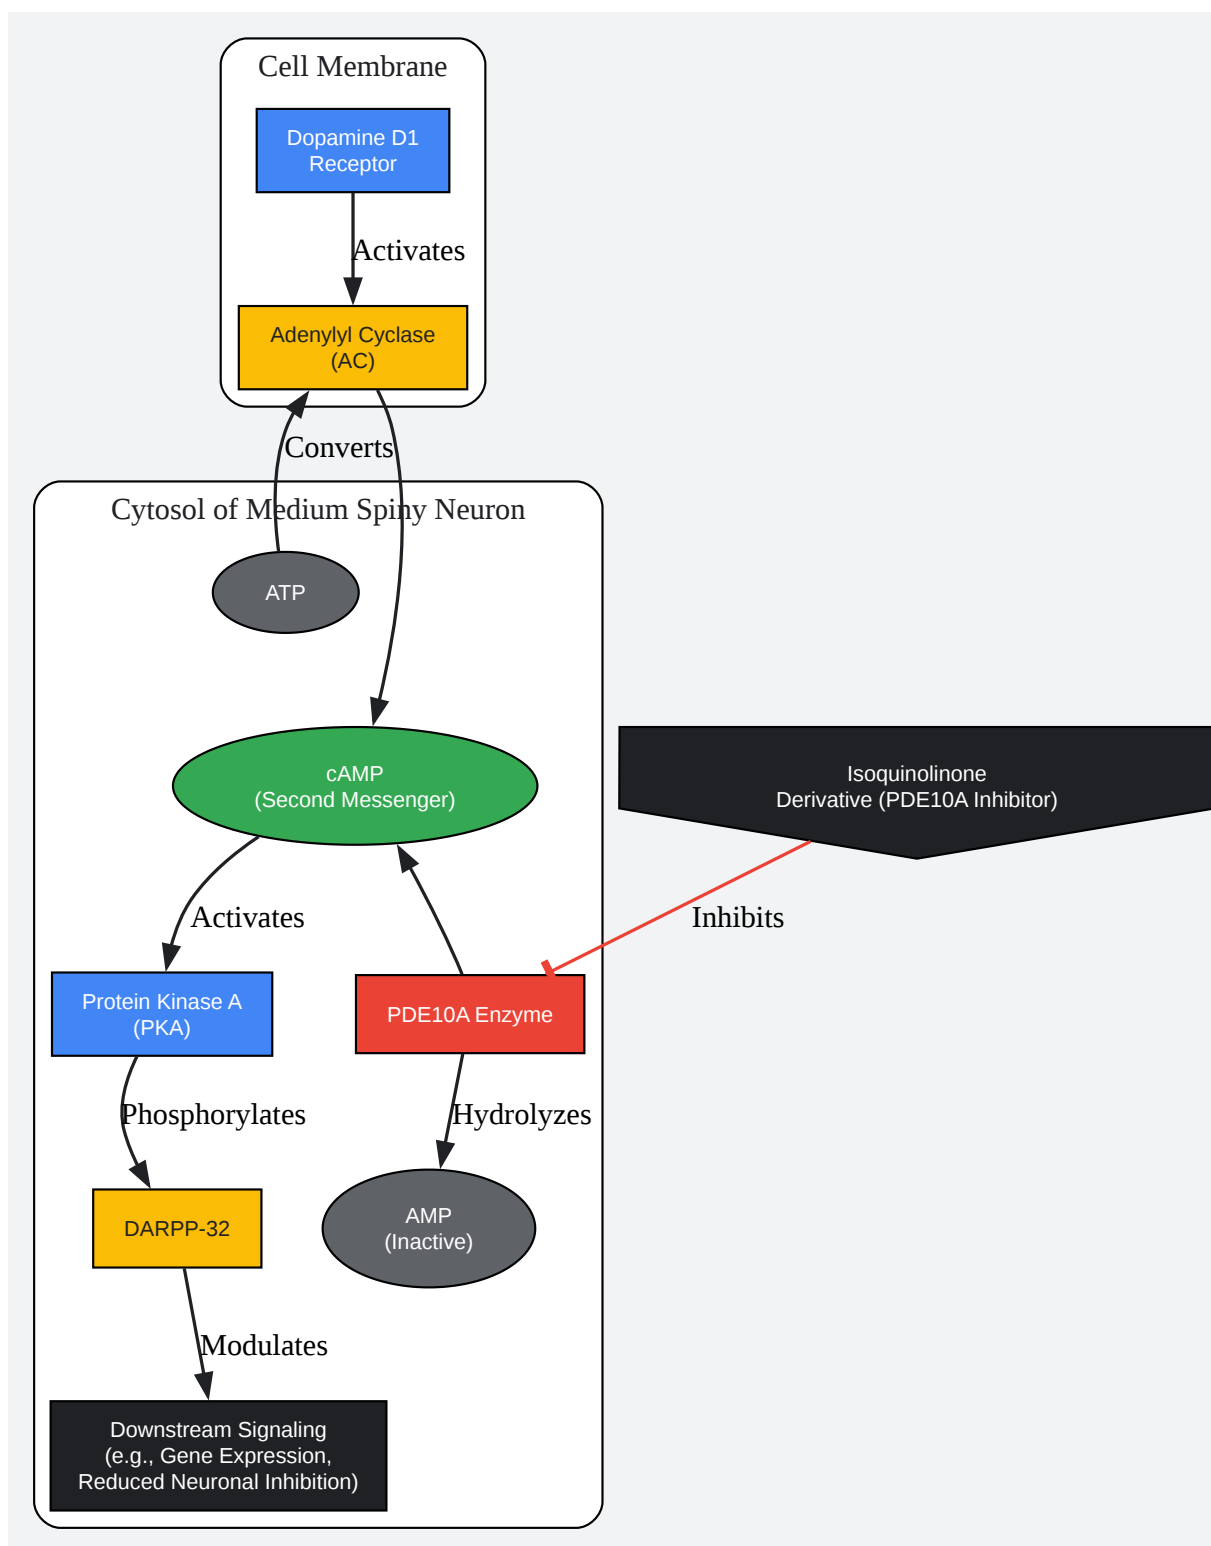 Cell Membrane
Dopamine D1
Receptor
Activates
Adenylyl Cyclase
(AC)
Converts
Cytosol of Medium Spiny Neuron
ATP
cAMP
(Second Messenger)
Isoquinolinone
Derivative (PDE10A Inhibitor)
Activates
Inhibits
Protein Kinase A
(PKA)
PDE10A Enzyme
Phosphorylates
Hydrolyzes
DARPP-32
AMP
(Inactive)
Modulates
Downstream Signaling
(e.g., Gene Expression,
Reduced Neuronal Inhibition)